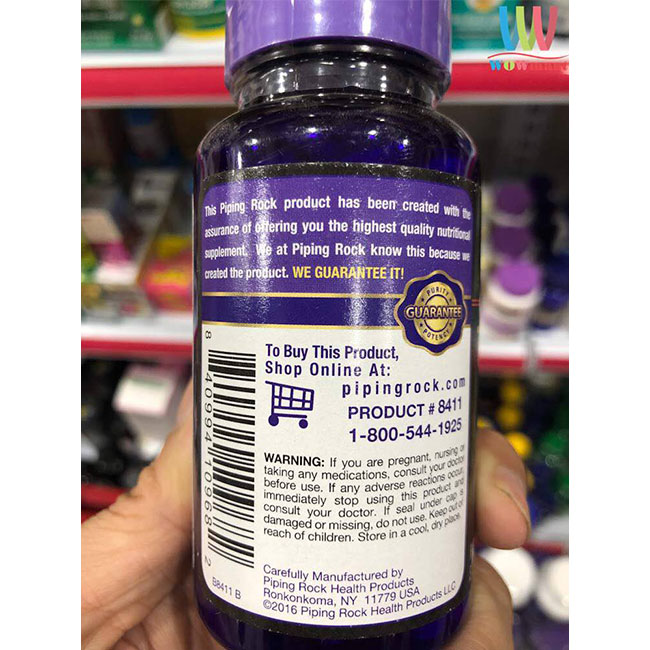 This Piping Rock product has been created with the
assurance of offering you the highest quality nutritional
supplement. We at Piping Rock know this because we
created the product. WE GUARANTEE IT!
PURITY
GUARANTEE
POTENCY
To Buy This Product,
Shop Online At:
pipingrock.com
PRODUCT # 8411
1-800-544-1925
WARNING: If you are pregnant, nursing or
taking any medications, consult your doctor
before use. If any adverse reactions occur,
immediately stop using this product and
consult your doctor. If seal under cap is
damaged or missing, do not use. Keep out of
reach of children. Store in a cool, dry place.
Carefully Manufactured by
Piping Rock Health Products
Ronkonkoma, NY 11779 USA
©2016 Piping Rock Health Products LLC
8 40994 10968 2
B8411 B